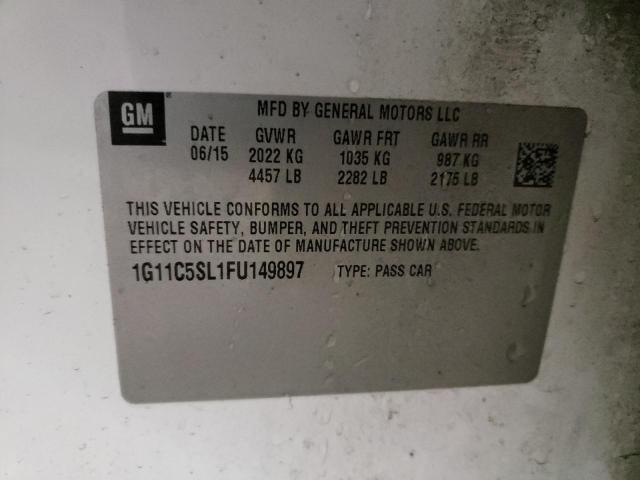 GM
MFD BY GENERAL MOTORS LLC
DATE GVWR GAWR FRT GAWR RR
06/15 2022 KG 1035 KG 987 KG
4457 LB 2282 LB 2175 LB
THIS VEHICLE CONFORMS TO ALL APPLICABLE U.S. FEDERAL MOTOR
VEHICLE SAFETY, BUMPER, AND THEFT PREVENTION STANDARDS IN
EFFECT ON THE DATE OF MANUFACTURE SHOWN ABOVE.
1G11C5SL1FU149897 TYPE: PASS CAR